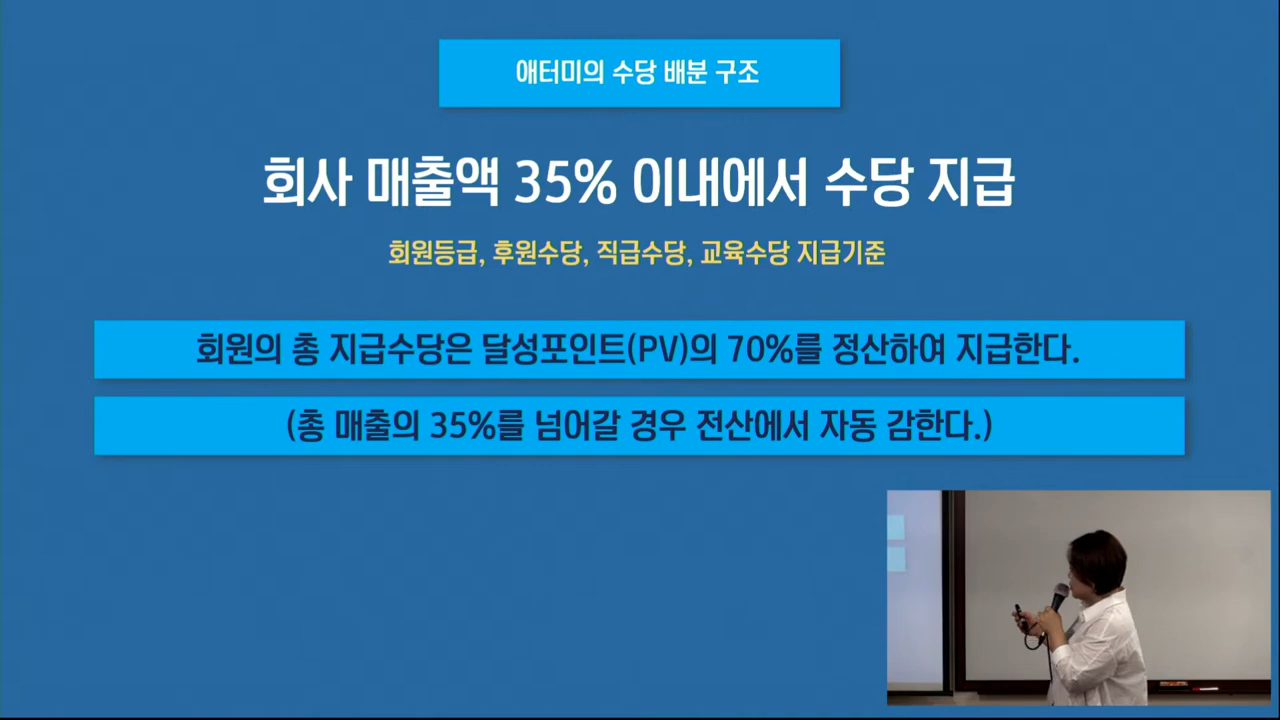 애터미의 수당 배분 구조
회사 매출액 35% 이내에서 수당 지급
회원등급, 후원수당, 직급수당, 교육수당 지급기준
회원의 총 지급수당은 달성포인트(PV)의 70%를 정산하여 지급한다.
(총 매출의 35%를 넘어갈 경우 전산에서 자동 감한다.)